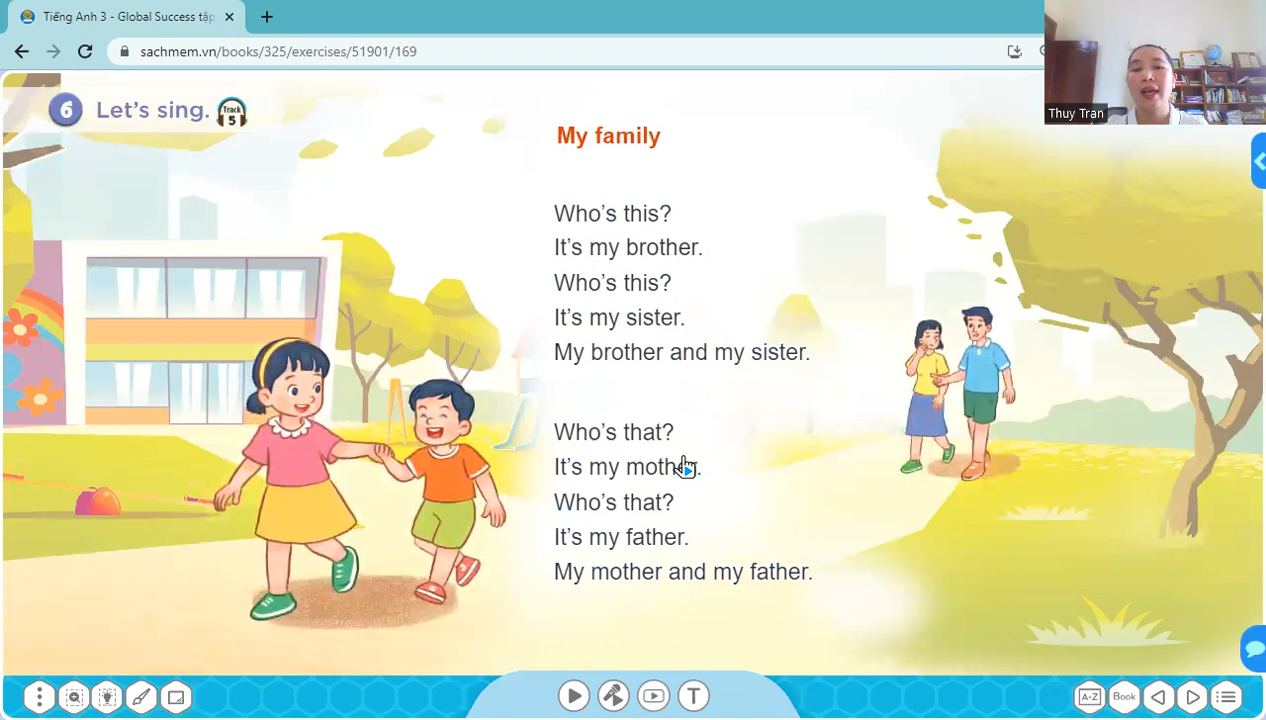 Tiếng Anh 3 - Global Success tập
sachmem.vn/books/325/exercises/51901/169
Thuy Tran
6 Let's sing. Track 5
My family
Who's this?
It's my brother.
Who's this?
It's my sister.
My brother and my sister.
Who's that?
It's my mother.
Who's that?
It's my father.
My mother and my father.
T
A-Z
Book